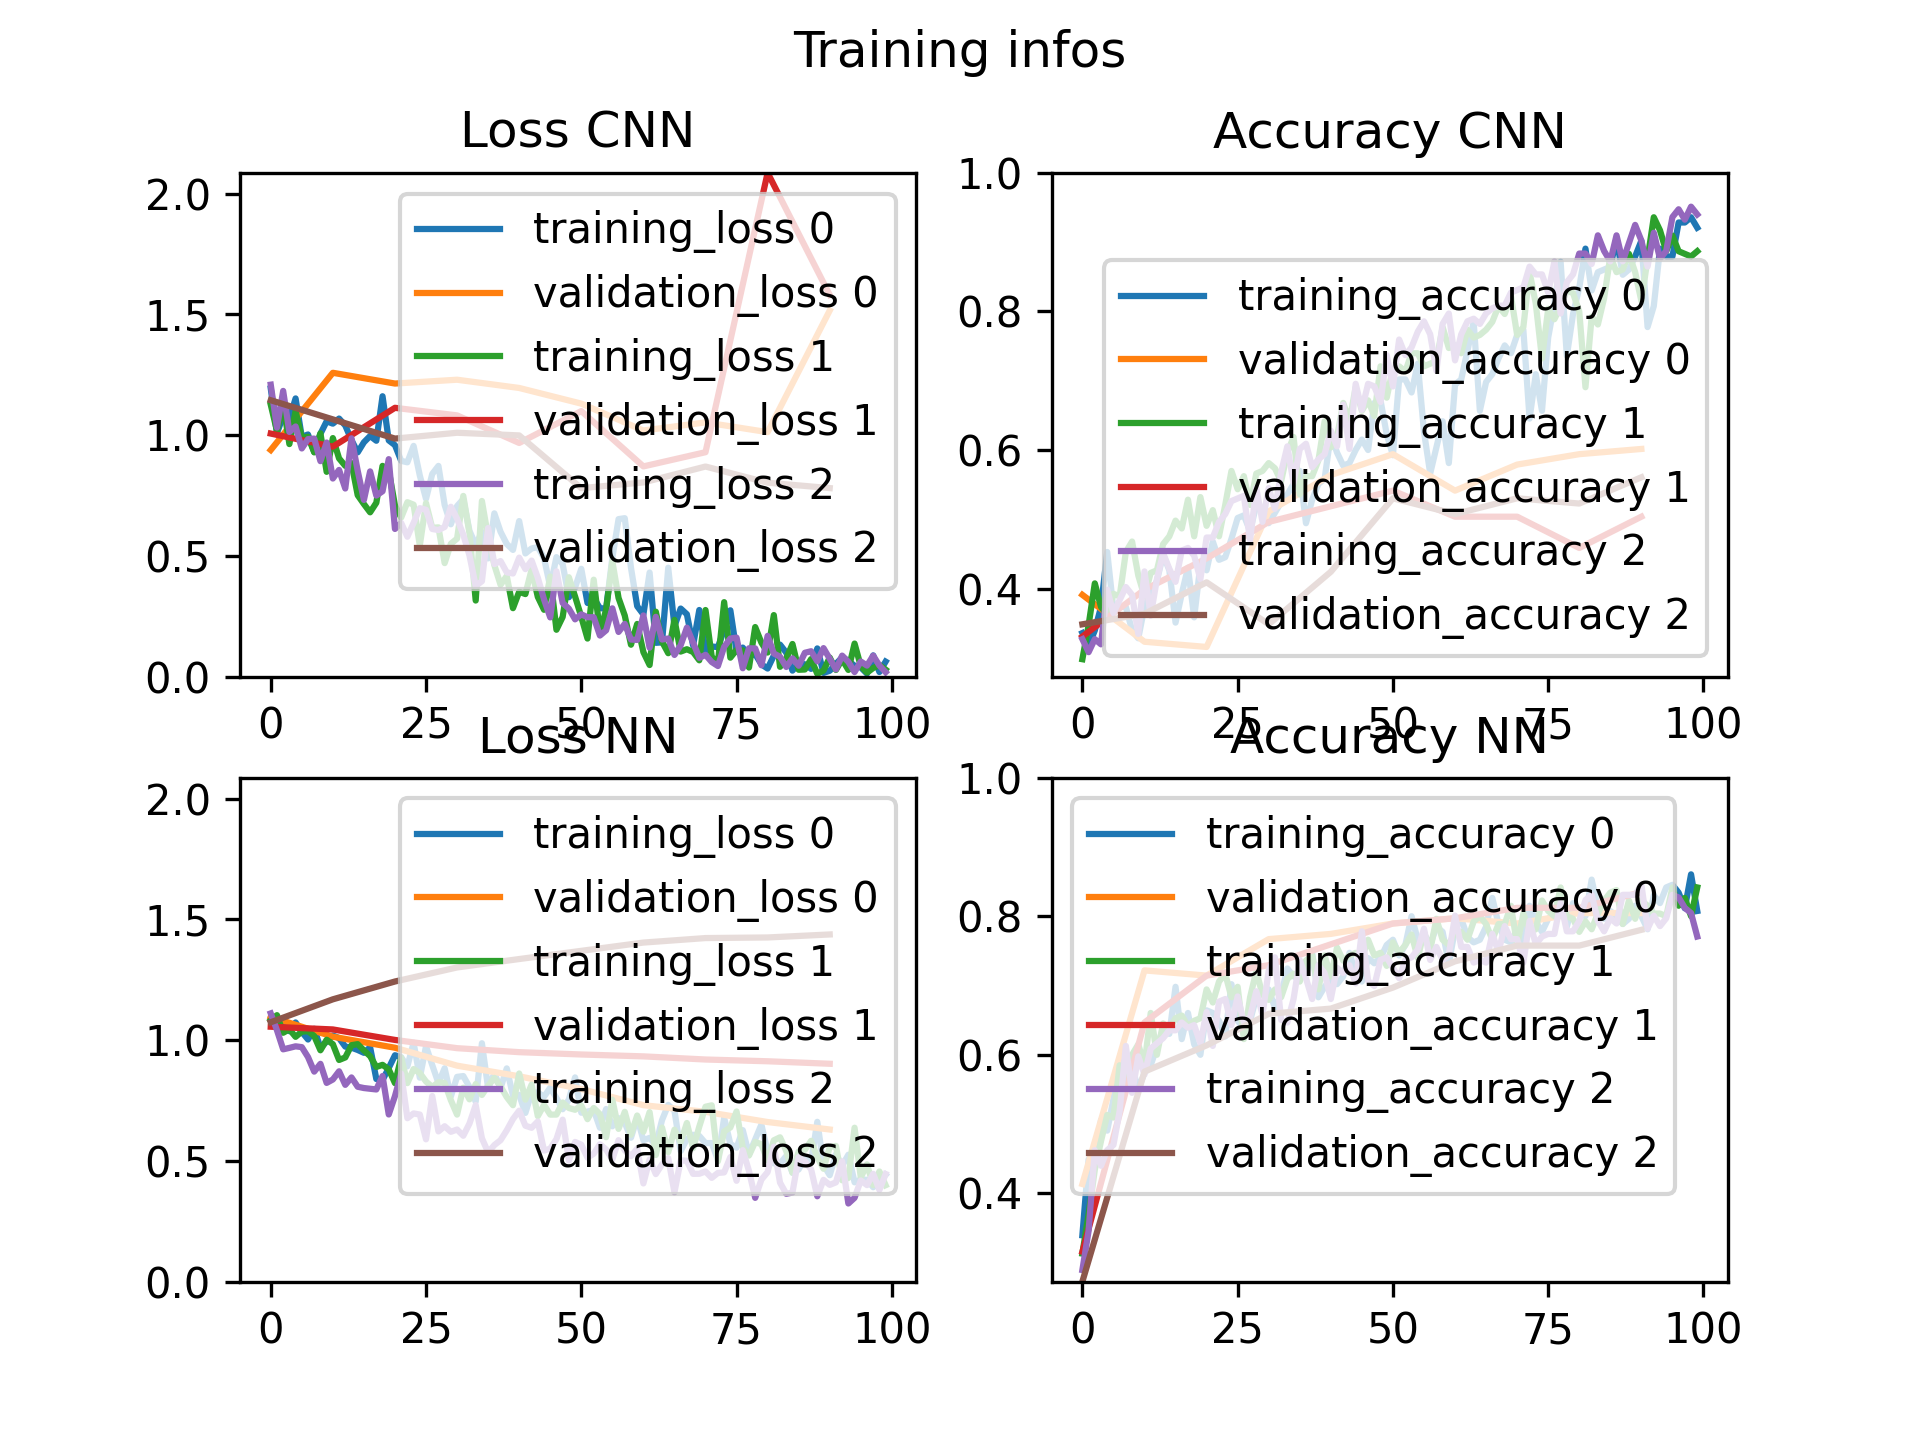 Training infos
Loss CNN
2.0
1.5
1.0
0.5
0.0
training_loss 0
validation_loss 0
training_loss 1
validation_loss 1
training_loss 2
validation_loss 2
0 25 50 75 100
Accuracy CNN
1.0
0.8
0.6
0.4
training_accuracy 0
validation_accuracy 0
training_accuracy 1
validation_accuracy 1
training_accuracy 2
validation_accuracy 2
0 25 50 75 100
Loss NN
2.0
1.5
1.0
0.5
0.0
training_loss 0
validation_loss 0
training_loss 1
validation_loss 1
training_loss 2
validation_loss 2
0 25 50 75 100
Accuracy NN
1.0
0.8
0.6
0.4
training_accuracy 0
validation_accuracy 0
training_accuracy 1
validation_accuracy 1
training_accuracy 2
validation_accuracy 2
0 25 50 75 100